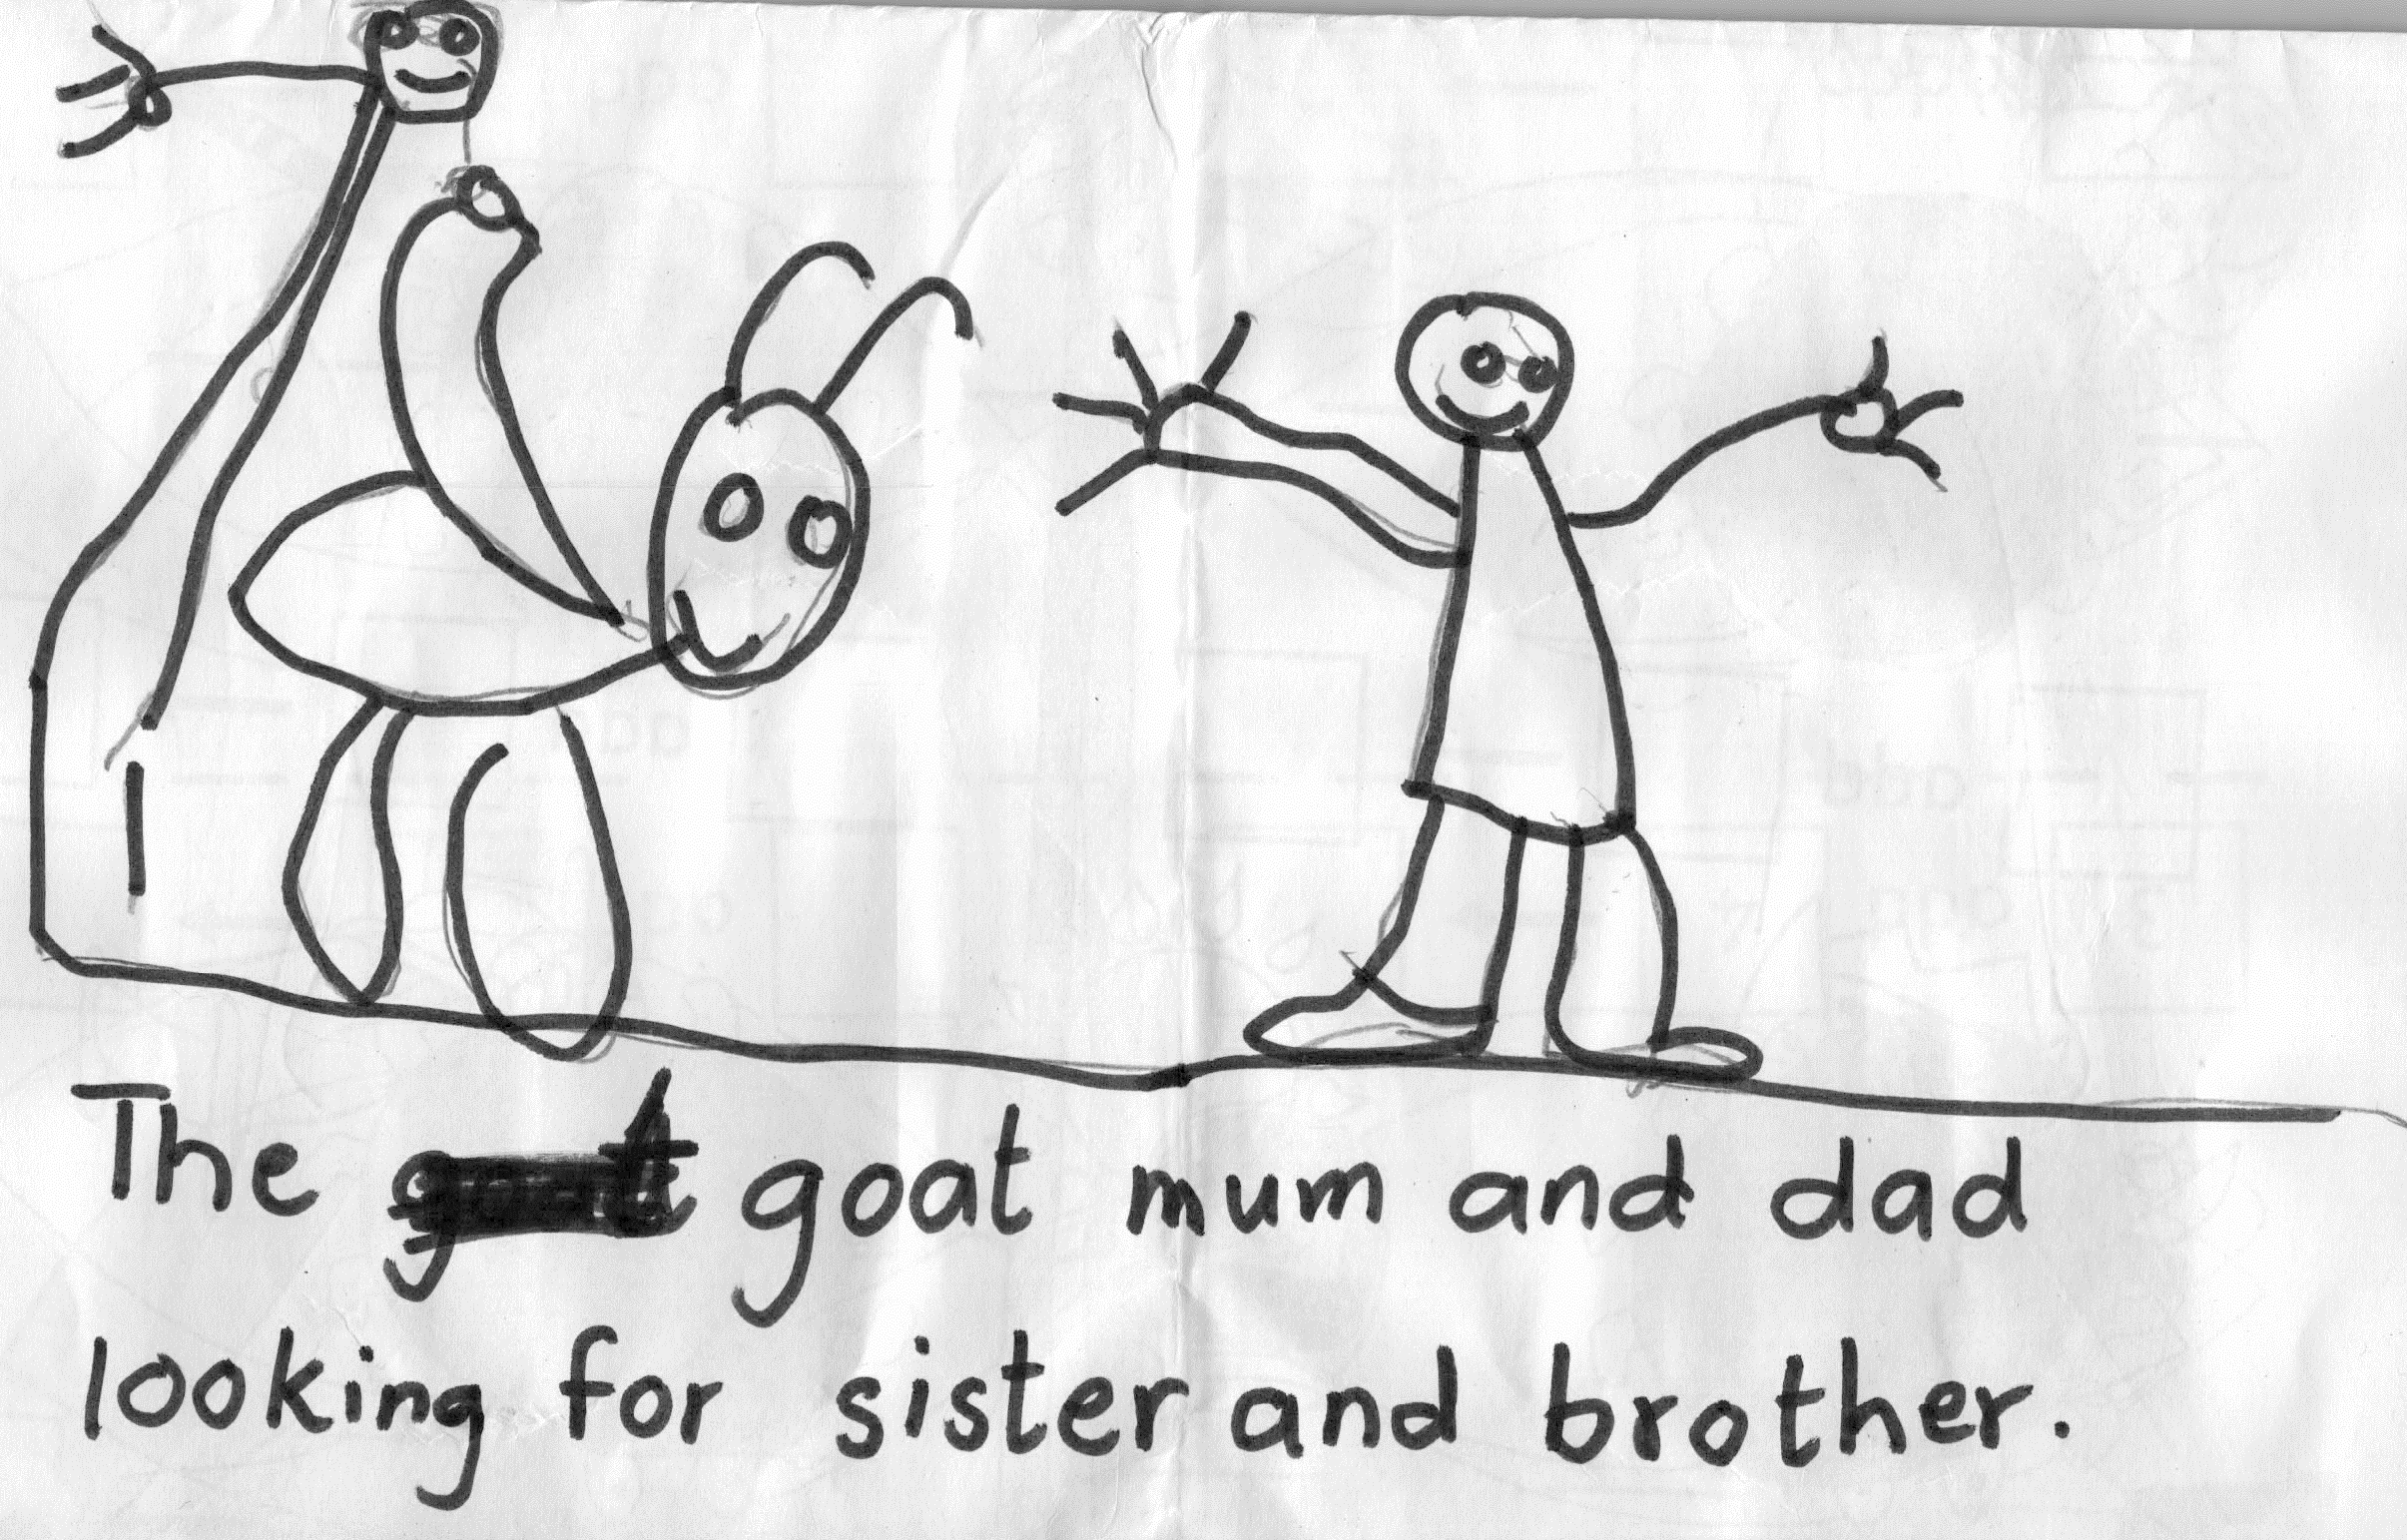 The goat mum and dad
looking for sister and brother.